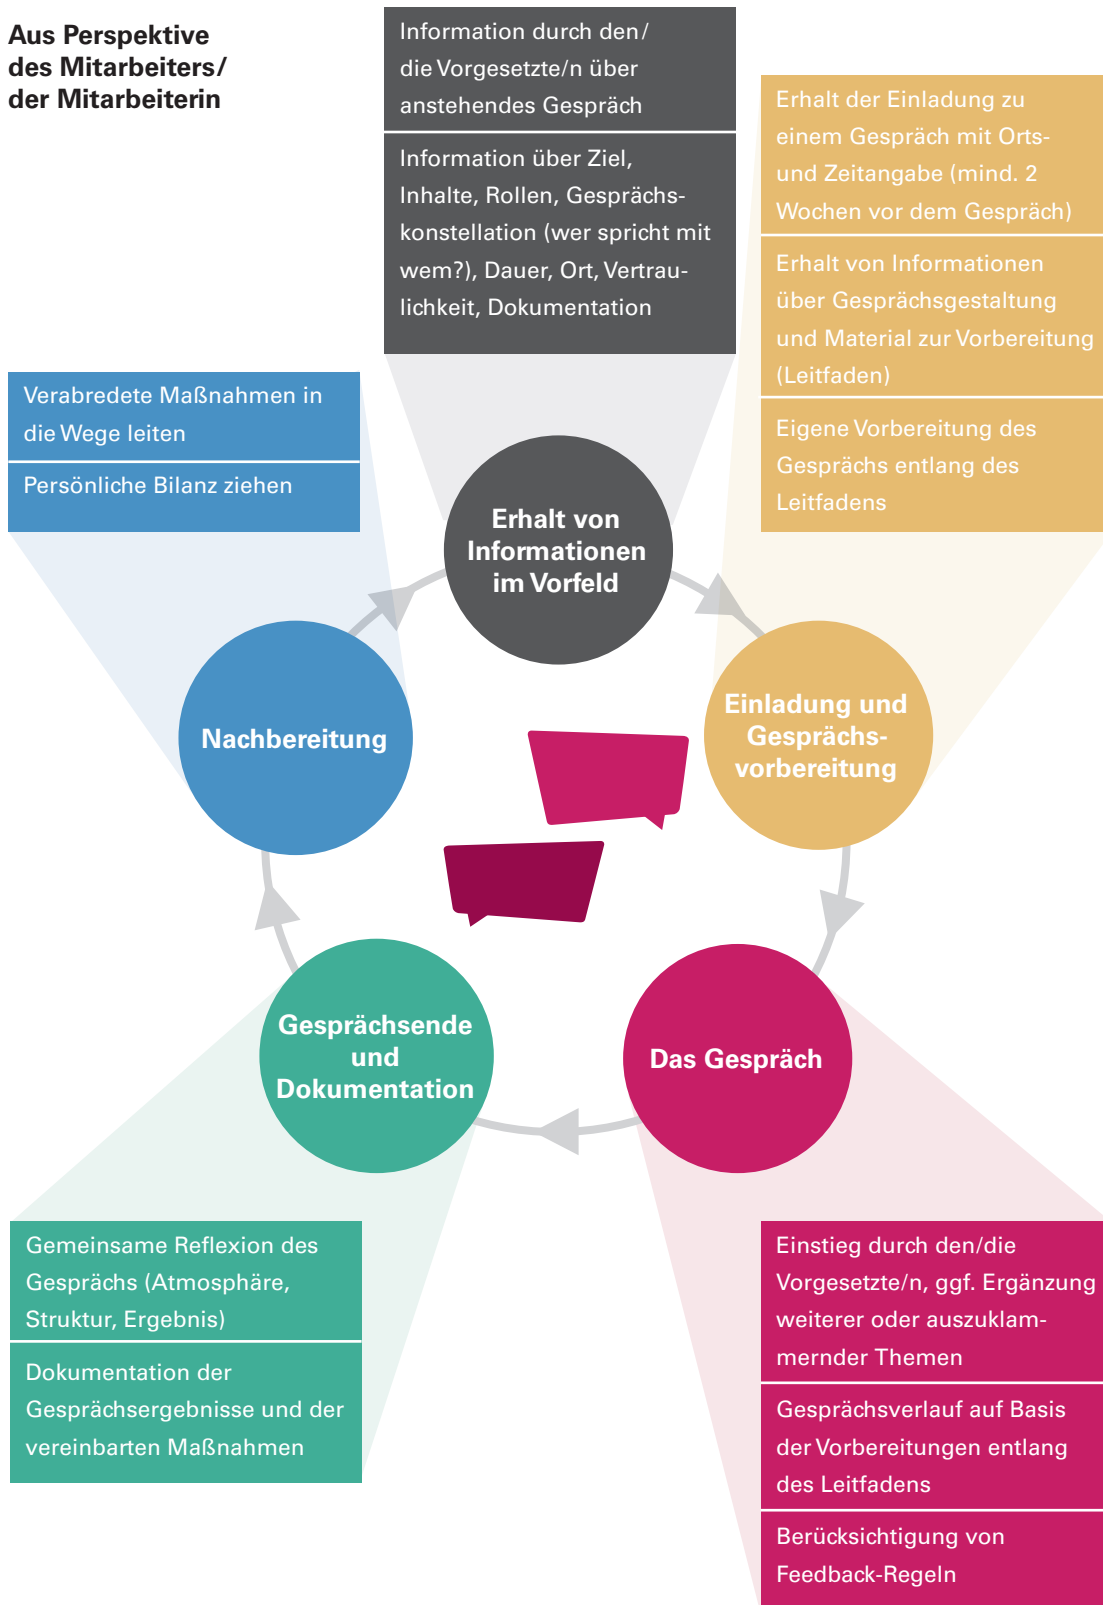 Aus Perspektive
des Mitarbeiters/
der Mitarbeiterin
Information durch den/
die Vorgesetzte/n über
anstehendes Gespräch
Information über Ziel,
Inhalte, Rollen, Gesprächs-
konstellation (wer spricht mit
wem?), Dauer, Ort, Vertrau-
lichkeit, Dokumentation
Erhalt der Einladung zu
einem Gespräch mit Orts-
und Zeitangabe (mind. 2
Wochen vor dem Gespräch)
Erhalt von Informationen
über Gesprächsgestaltung
und Material zur Vorbereitung
(Leitfaden)
Eigene Vorbereitung des
Gesprächs entlang des
Leitfadens
Verabredete Maßnahmen in
die Wege leiten
Persönliche Bilanz ziehen
Erhalt von
Informationen
im Vorfeld
Einladung und
Gesprächs-
vorbereitung
Nachbereitung
Gesprächsende
und
Dokumentation
Das Gespräch
Gemeinsame Reflexion des
Gesprächs (Atmosphäre,
Struktur, Ergebnis)
Dokumentation der
Gesprächsergebnisse und der
vereinbarten Maßnahmen
Einstieg durch den/die
Vorgesetzte/n, ggf. Ergänzung
weiterer oder auszuklam-
mernder Themen
Gesprächsverlauf auf Basis
der Vorbereitungen entlang
des Leitfadens
Berücksichtigung von
Feedback-Regeln